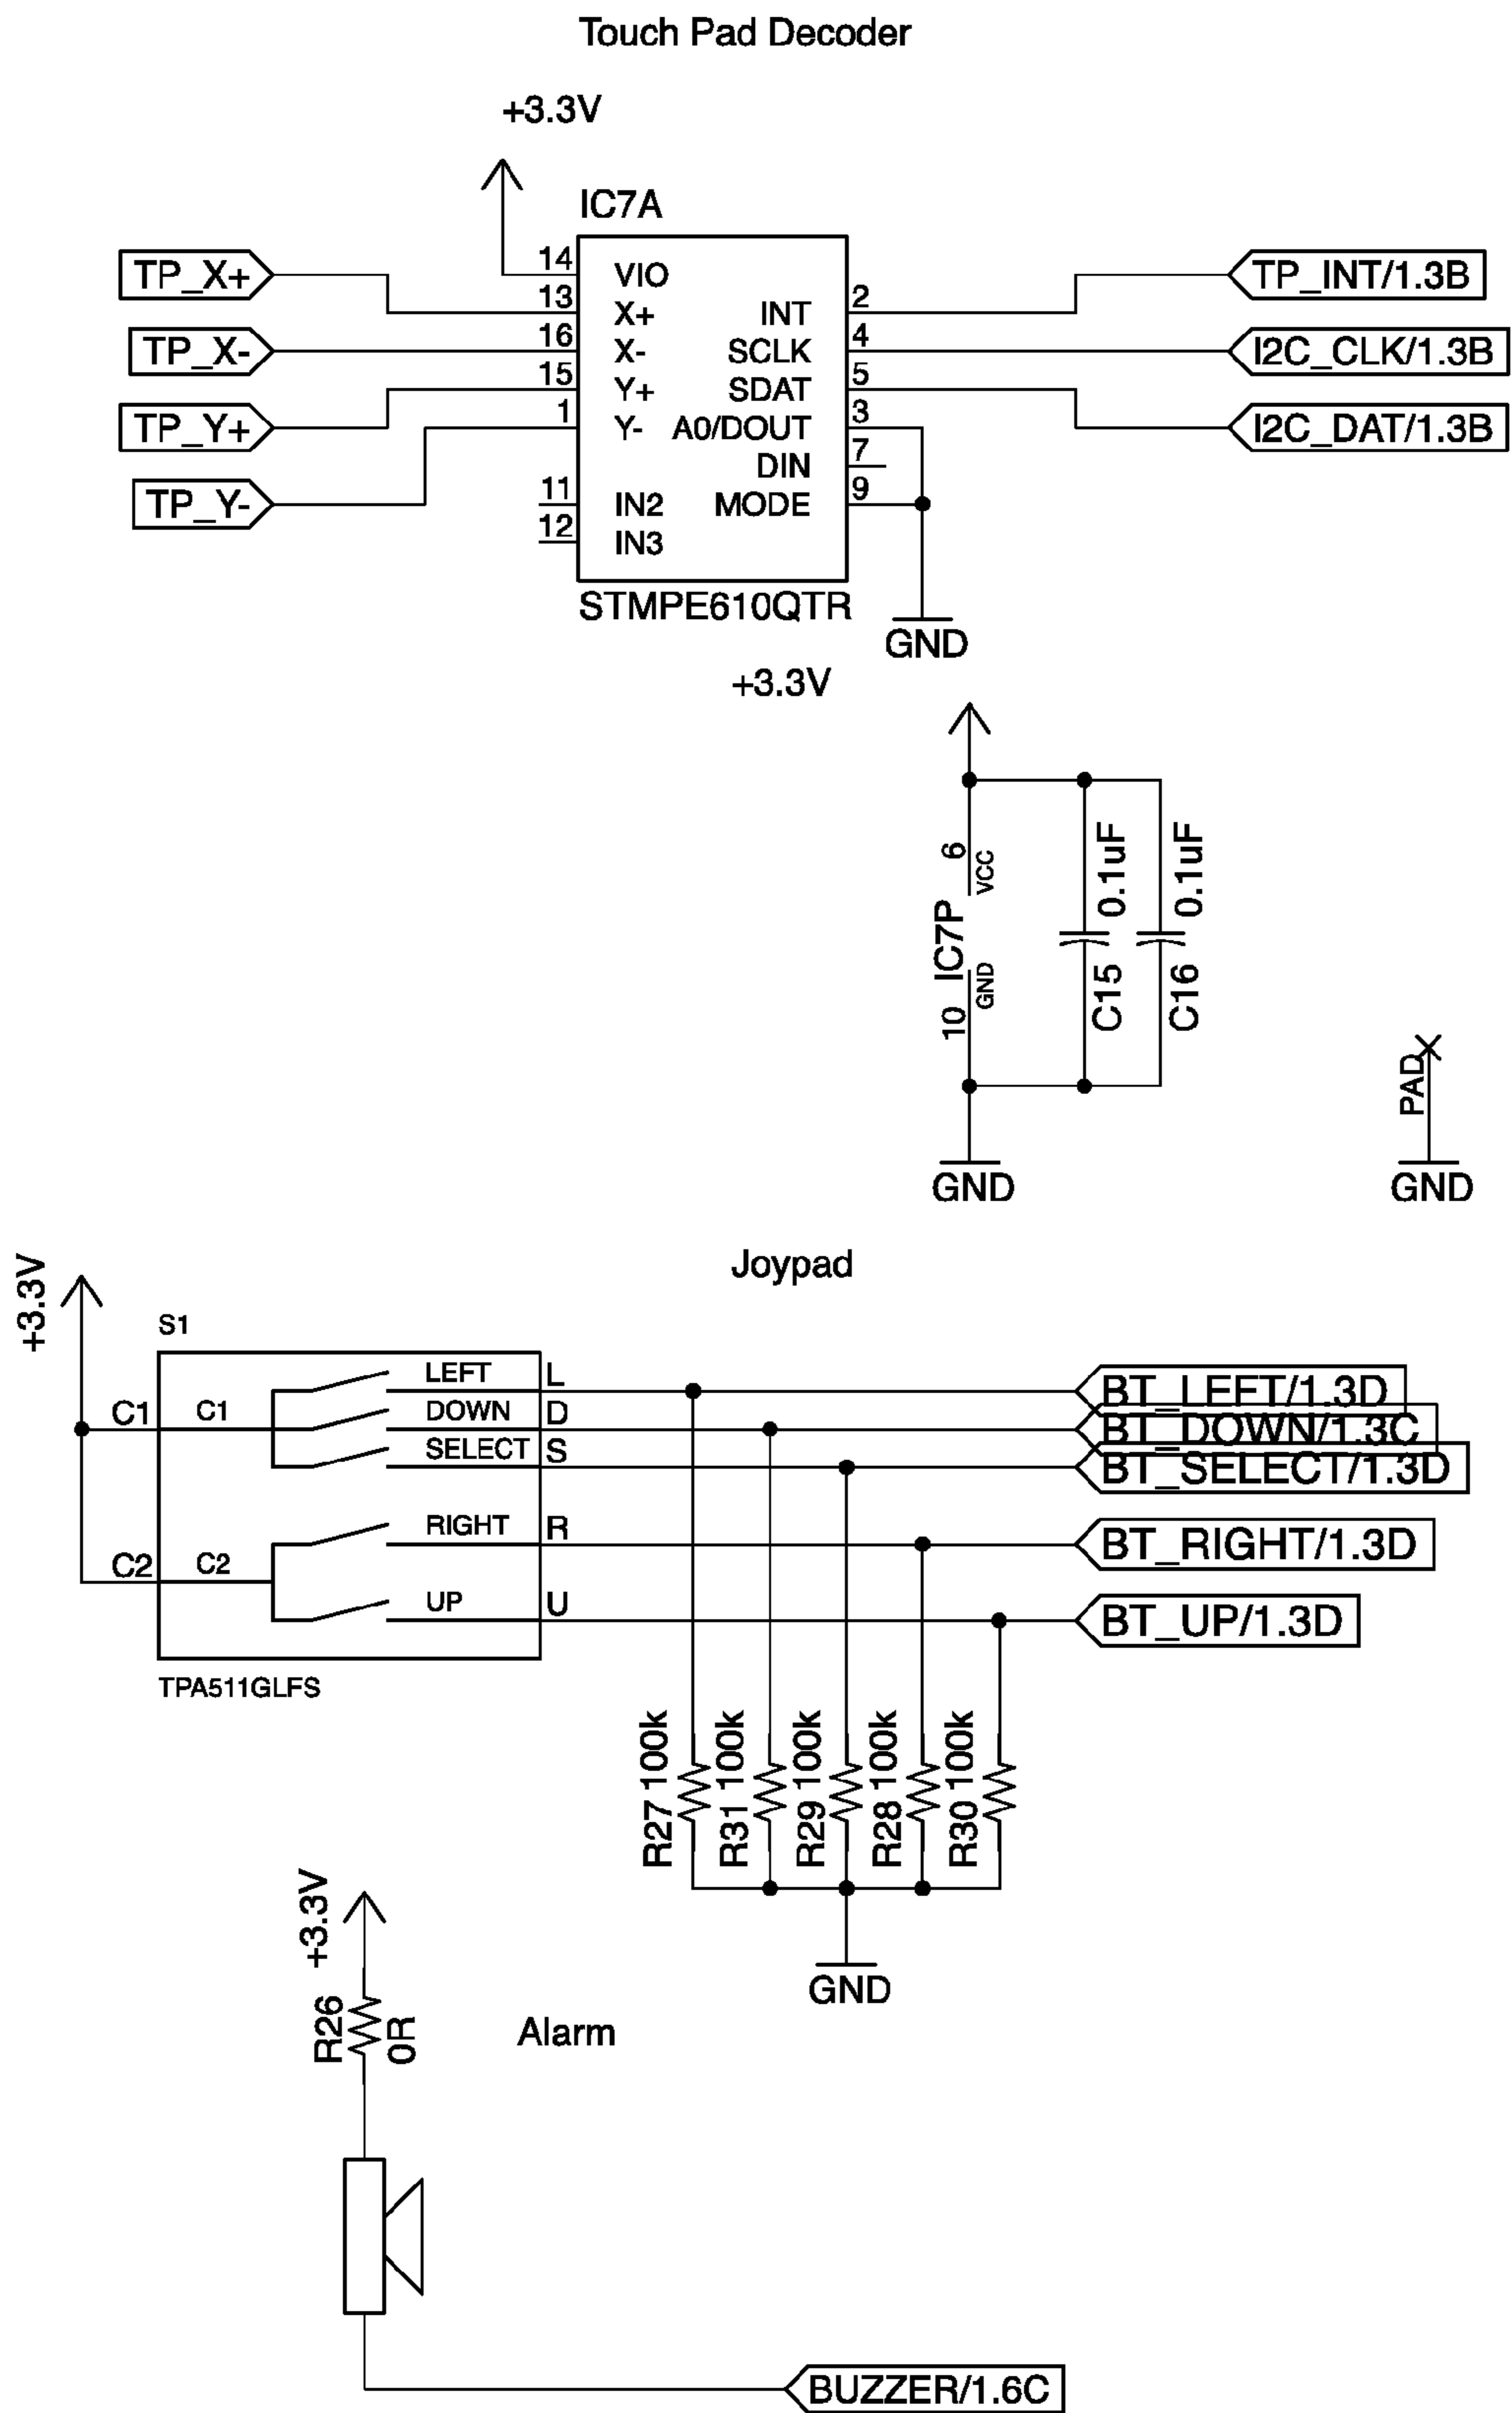 Touch Pad Decoder
+3.3V
IC7A
14 VIO
TP_X+ 13 X+ INT 2 TP_INT/1.3B
TP_X- 16 X- SCLK 4 I2C_CLK/1.3B
15 Y+ SDAT 5
TP_Y+ 1 Y- A0/DOUT 3 I2C_DAT/1.3B
DIN 7
TP_Y- 11 IN2 MODE 9
12 IN3
STMPE610QTR
GND
+3.3V
6 VCC
IC7P
10 GND
0.1uF
C15
0.1uF
C16
PAD
GND
GND
Joypad
+3.3V
S1
LEFT L BT_LEFT/1.3D
C1 C1 DOWN D BT_DOWN/1.3C
SELECT S BT_SELECT/1.3D
RIGHT R BT_RIGHT/1.3D
C2 C2
UP U BT_UP/1.3D
TPA511GLFS
R27 100k
R31 100k
R29 100k
R28 100k
R30 100k
GND
+3.3V
R26
0R
Alarm
BUZZER/1.6C